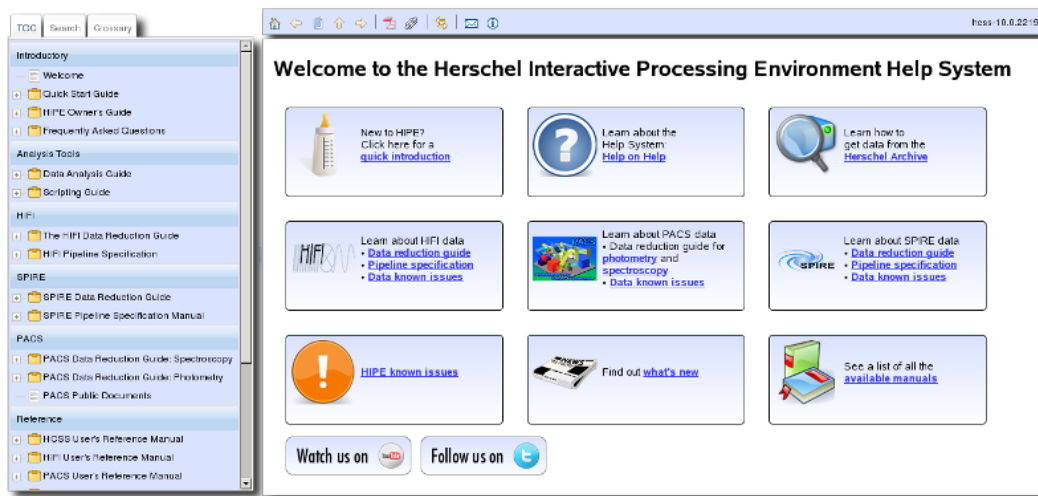 TOC Search Glossary
Introductory
Welcome
Quick Start Guide
HIPE Owner's Guide
Frequently Asked Questions
Analysis Tools
Data Analysis Guide
Scripting Guide
HIFI
The HIFI Data Reduction Guide
HIFI Pipeline Specification
SPIRE
SPIRE Data Reduction Guide
SPIRE Pipeline Specification Manual
PACS
PACS Data Reduction Guide: Spectroscopy
PACS Data Reduction Guide: Photometry
PACS Public Documents
Reference
HCSS User's Reference Manual
HIFI User's Reference Manual
PACS User's Reference Manual
hcss-10.0.2219
Welcome to the Herschel Interactive Processing Environment Help System
New to HIPE?
Click here for a
quick introduction
Learn about the
Help System:
Help on Help
Learn how to
get data from the
Herschel Archive
HIFI
Learn about HIFI data
• Data reduction guide
• Pipeline specification
• Data known issues
Learn about PACS data
• Data reduction guide for
photometry and
spectroscopy
• Data known issues
SPIRE
Learn about SPIRE data
• Data reduction guide
• Pipeline specification
• Data known issues
HIPE known issues
NEWS
Find out what's new
See a list of all the
available manuals
Watch us on
Follow us on